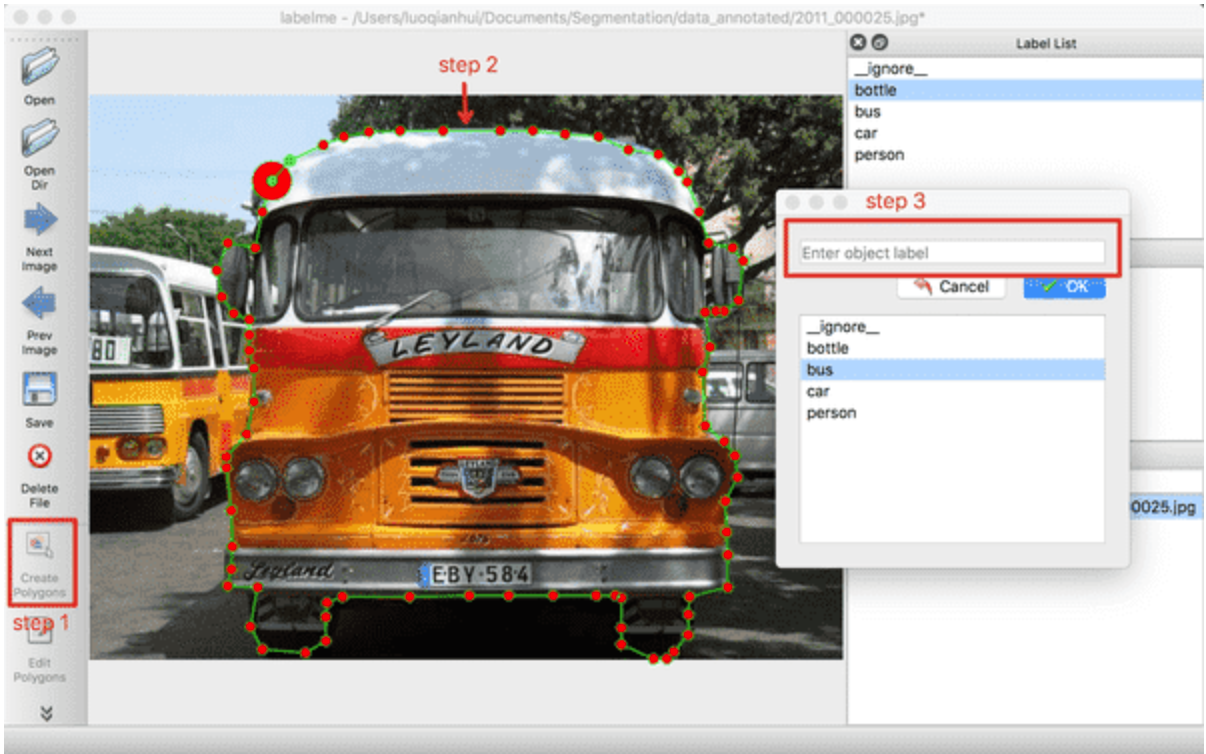 labelme - /Users/luoqianhui/Documents/Segmentation/data_annotated/2011_000025.jpg*
Open
Open
Dir
Next
Image
Prev
Image
Save
Delete
File
Create
Polygons
step 1
Edit
Polygons
step 2
LEYLAND
LEYLAND
Leyland
EBY·584
80
Label List
__ignore__
bottle
bus
car
person
step 3
Enter object label
Cancel
OK
__ignore__
bottle
bus
car
person
0025.jpg